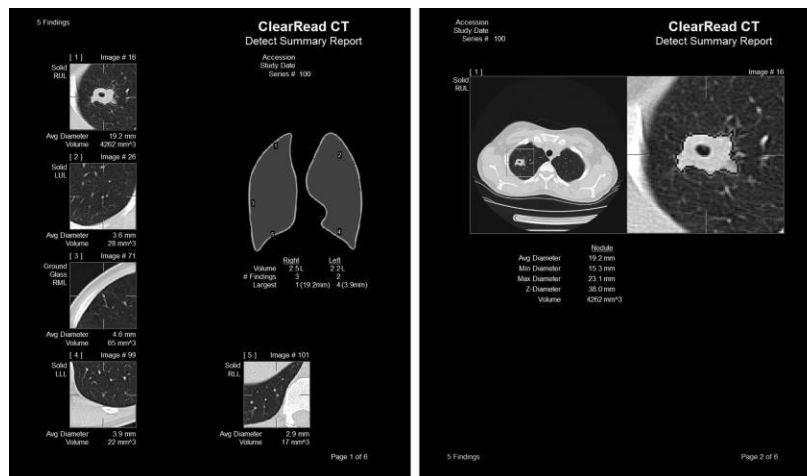 5 Findings
ClearRead CT
Detect Summary Report
Accession
Study Date
Series # 100
[ 1 ] Image # 16
Solid
RUL
Avg Diameter 19.2 mm
Volume 4262 mm^3
[ 2 ] Image # 26
Solid
LUL
Avg Diameter 3.6 mm
Volume 28 mm^3
[ 3 ] Image # 71
Ground
Glass
RML
Avg Diameter 4.6 mm
Volume 65 mm^3
[ 4 ] Image # 99
Solid
LLL
Avg Diameter 3.9 mm
Volume 22 mm^3
1
2
3
4
5
Right Left
Volume 2.5 L 2.2 L
# Findings 3 2
Largest 1 (19.2mm) 4 (3.9mm)
[ 5 ] Image # 101
Solid
RLL
Avg Diameter 2.9 mm
Volume 17 mm^3
Page 1 of 6
Accession
Study Date
Series # 100
ClearRead CT
Detect Summary Report
[ 1 ] Image # 16
Solid
RUL
Nodule
Avg Diameter 19.2 mm
Min Diameter 15.3 mm
Max Diameter 23.1 mm
Z-Diameter 38.0 mm
Volume 4262 mm^3
5 Findings
Page 2 of 6